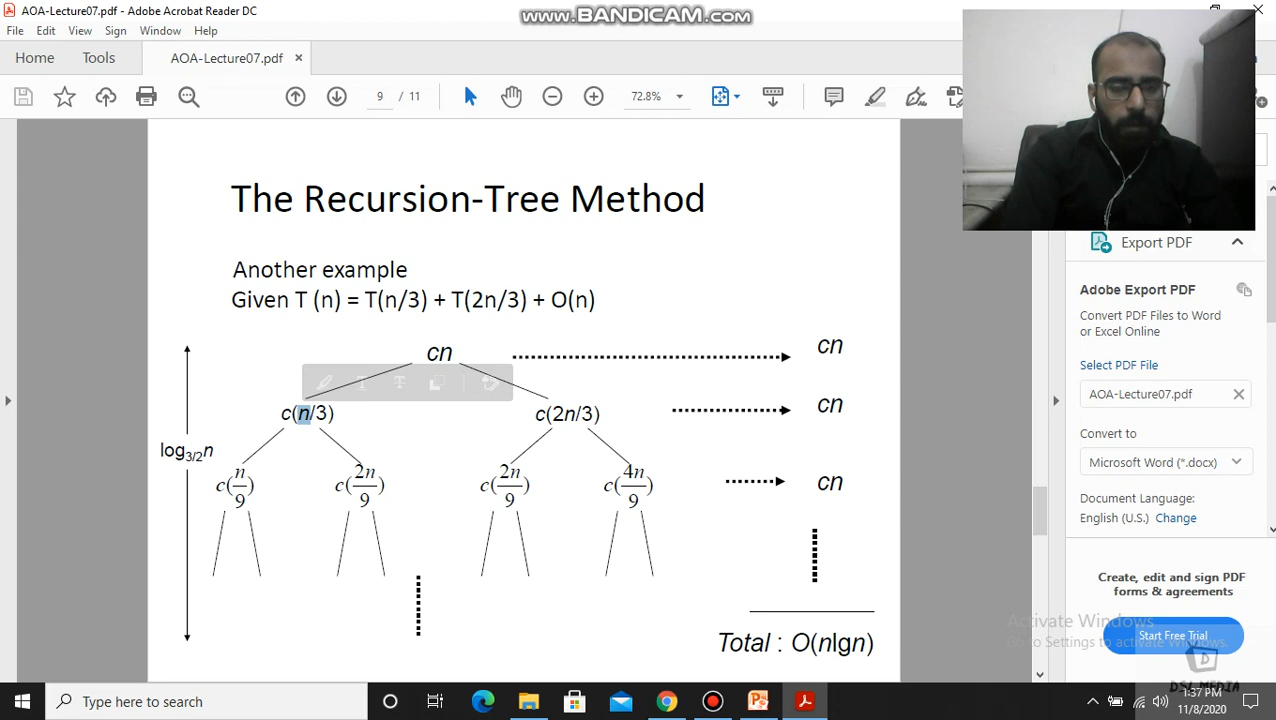 AOA-Lecture07.pdf - Adobe Acrobat Reader DC
www.BANDICAM.com
File Edit View Sign Window Help
Home Tools AOA-Lecture07.pdf ×
9 / 11 72.8%
The Recursion-Tree Method
Another example
Given T (n) = T(n/3) + T(2n/3) + O(n)
cn cn
c(n/3) c(2n/3) cn
log3/2n
c(n/9) c(2n/9) c(2n/9) c(4n/9) cn
Total : O(nlgn)
Export PDF
Adobe Export PDF
Convert PDF Files to Word
or Excel Online
Select PDF File
AOA-Lecture07.pdf
Convert to
Microsoft Word (*.docx)
Document Language:
English (U.S.) Change
Create, edit and sign PDF
forms & agreements
Activate Windows
Go to Settings to activate Windows.
Start Free Trial
DSL MEDIA
Type here to search
1:37 PM
11/8/2020